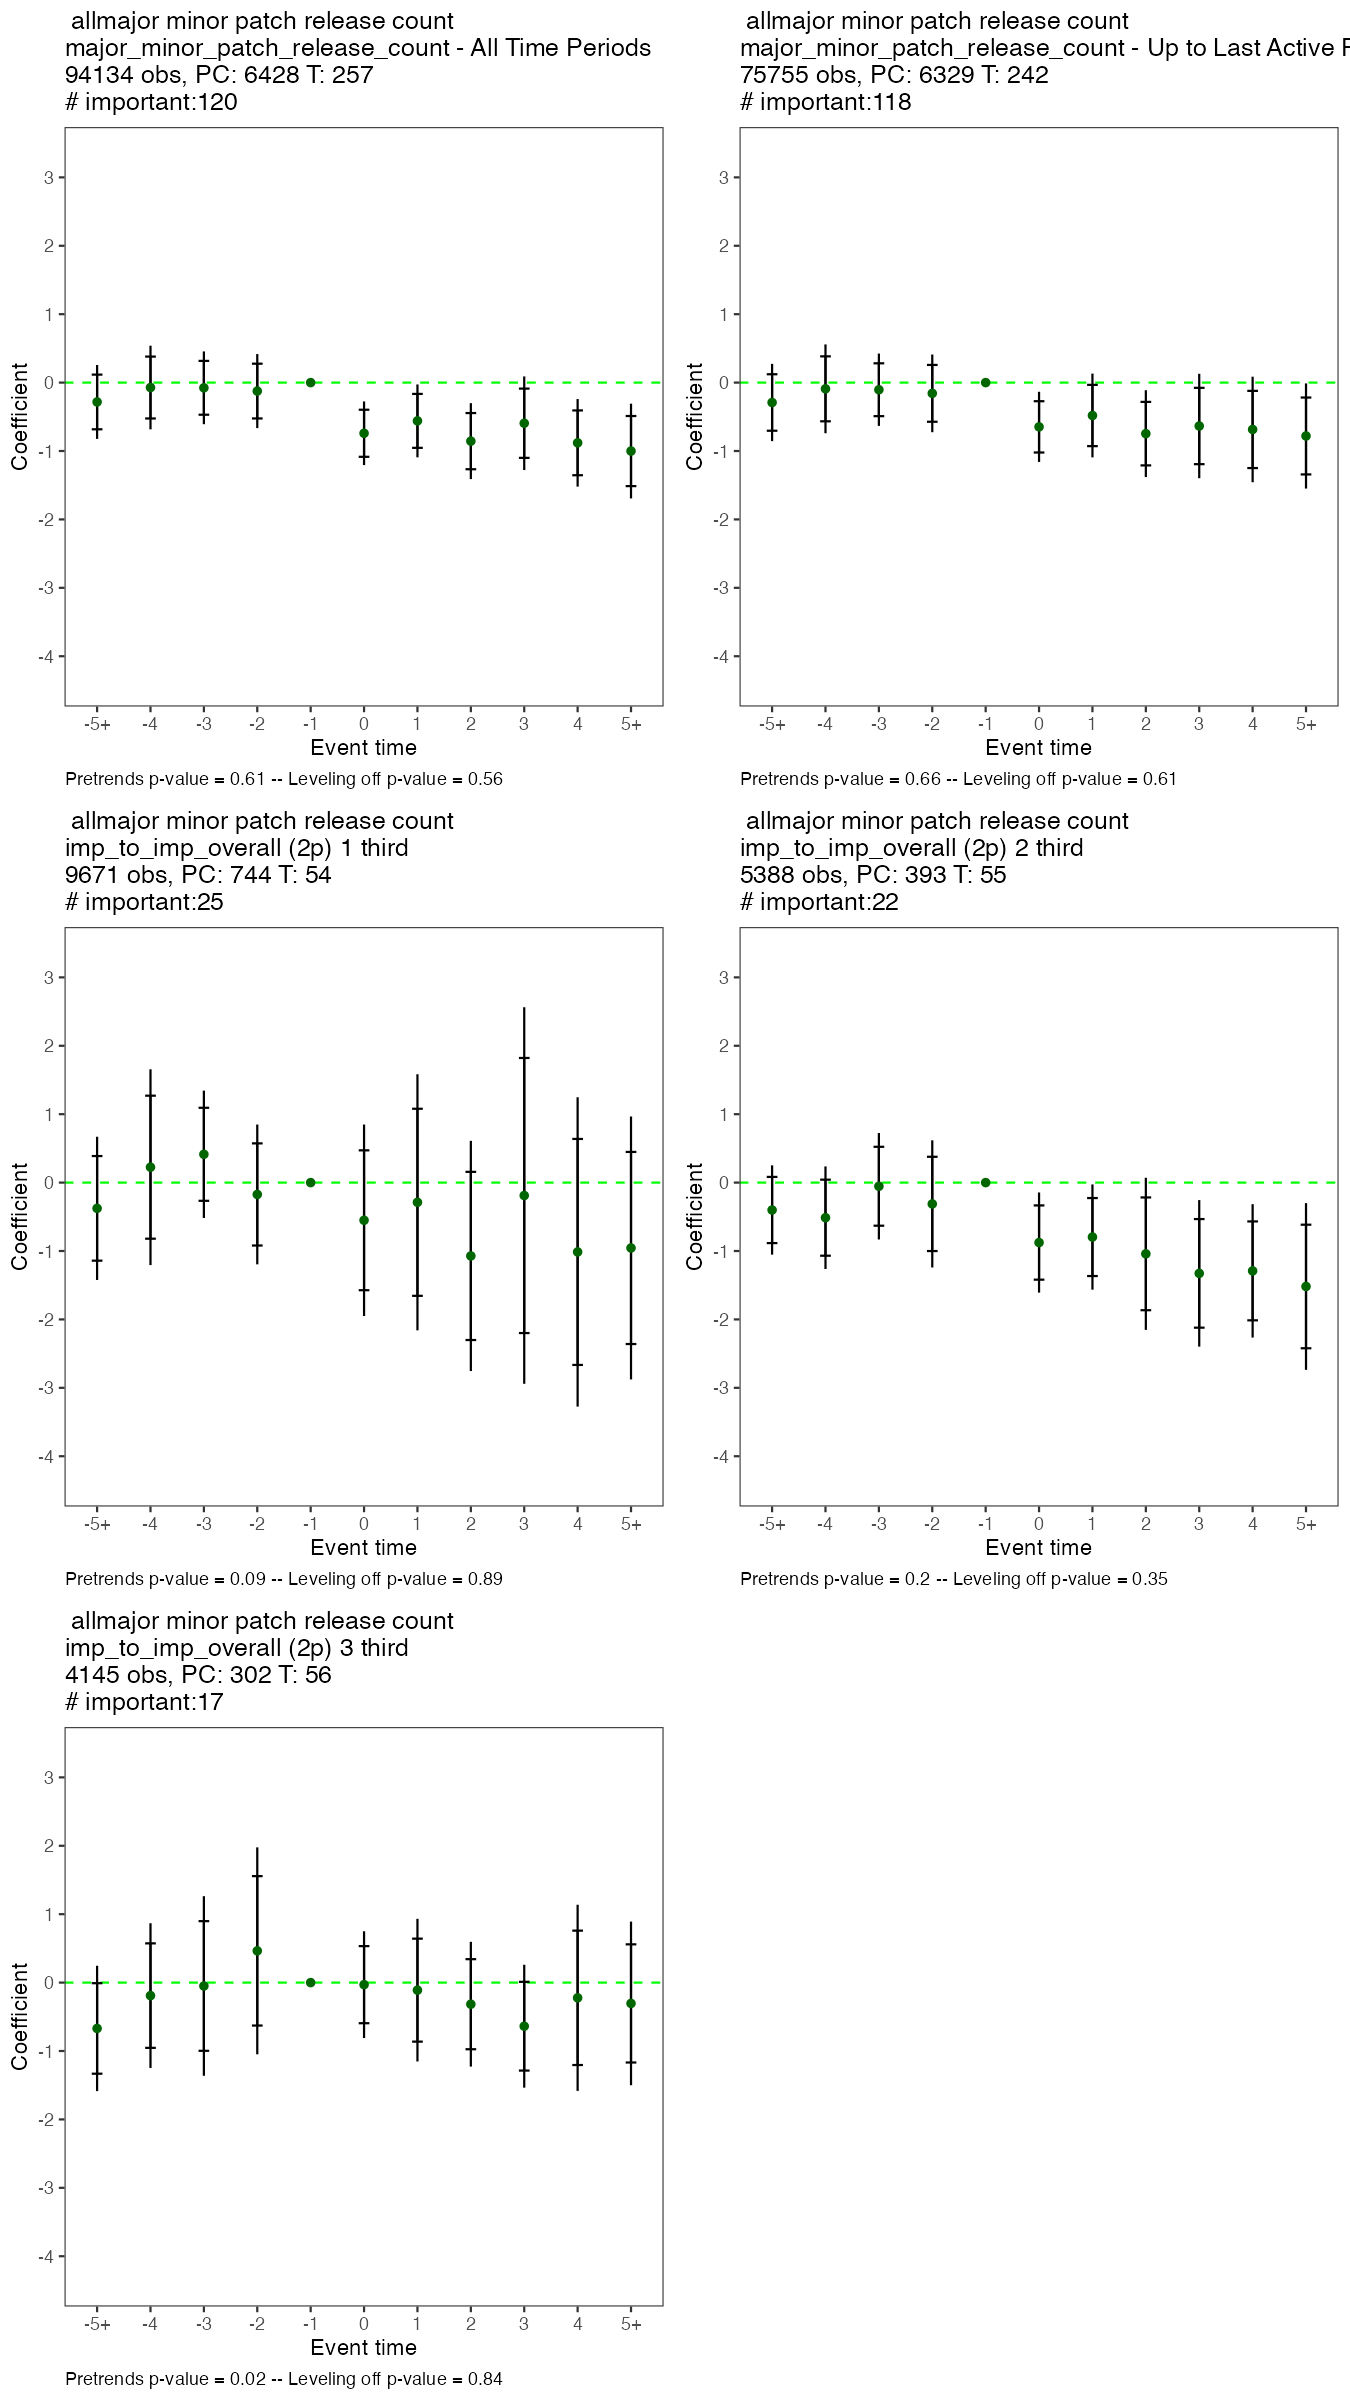 allmajor minor patch release count
major_minor_patch_release_count - All Time Periods
94134 obs, PC: 6428 T: 257
# important:120
3
2
1
0
-1
-2
-3
-4
Coefficient
-5+ -4 -3 -2 -1 0 1 2 3 4 5+
Event time
Pretrends p-value = 0.61 -- Leveling off p-value = 0.56
allmajor minor patch release count
major_minor_patch_release_count - Up to Last Active
75755 obs, PC: 6329 T: 242
# important:118
3
2
1
0
-1
-2
-3
-4
Coefficient
-5+ -4 -3 -2 -1 0 1 2 3 4 5+
Event time
Pretrends p-value = 0.66 -- Leveling off p-value = 0.61
allmajor minor patch release count
imp_to_imp_overall (2p) 1 third
9671 obs, PC: 744 T: 54
# important:25
3
2
1
0
-1
-2
-3
-4
Coefficient
-5+ -4 -3 -2 -1 0 1 2 3 4 5+
Event time
Pretrends p-value = 0.09 -- Leveling off p-value = 0.89
allmajor minor patch release count
imp_to_imp_overall (2p) 2 third
5388 obs, PC: 393 T: 55
# important:22
3
2
1
0
-1
-2
-3
-4
Coefficient
-5+ -4 -3 -2 -1 0 1 2 3 4 5+
Event time
Pretrends p-value = 0.2 -- Leveling off p-value = 0.35
allmajor minor patch release count
imp_to_imp_overall (2p) 3 third
4145 obs, PC: 302 T: 56
# important:17
3
2
1
0
-1
-2
-3
-4
Coefficient
-5+ -4 -3 -2 -1 0 1 2 3 4 5+
Event time
Pretrends p-value = 0.02 -- Leveling off p-value = 0.84